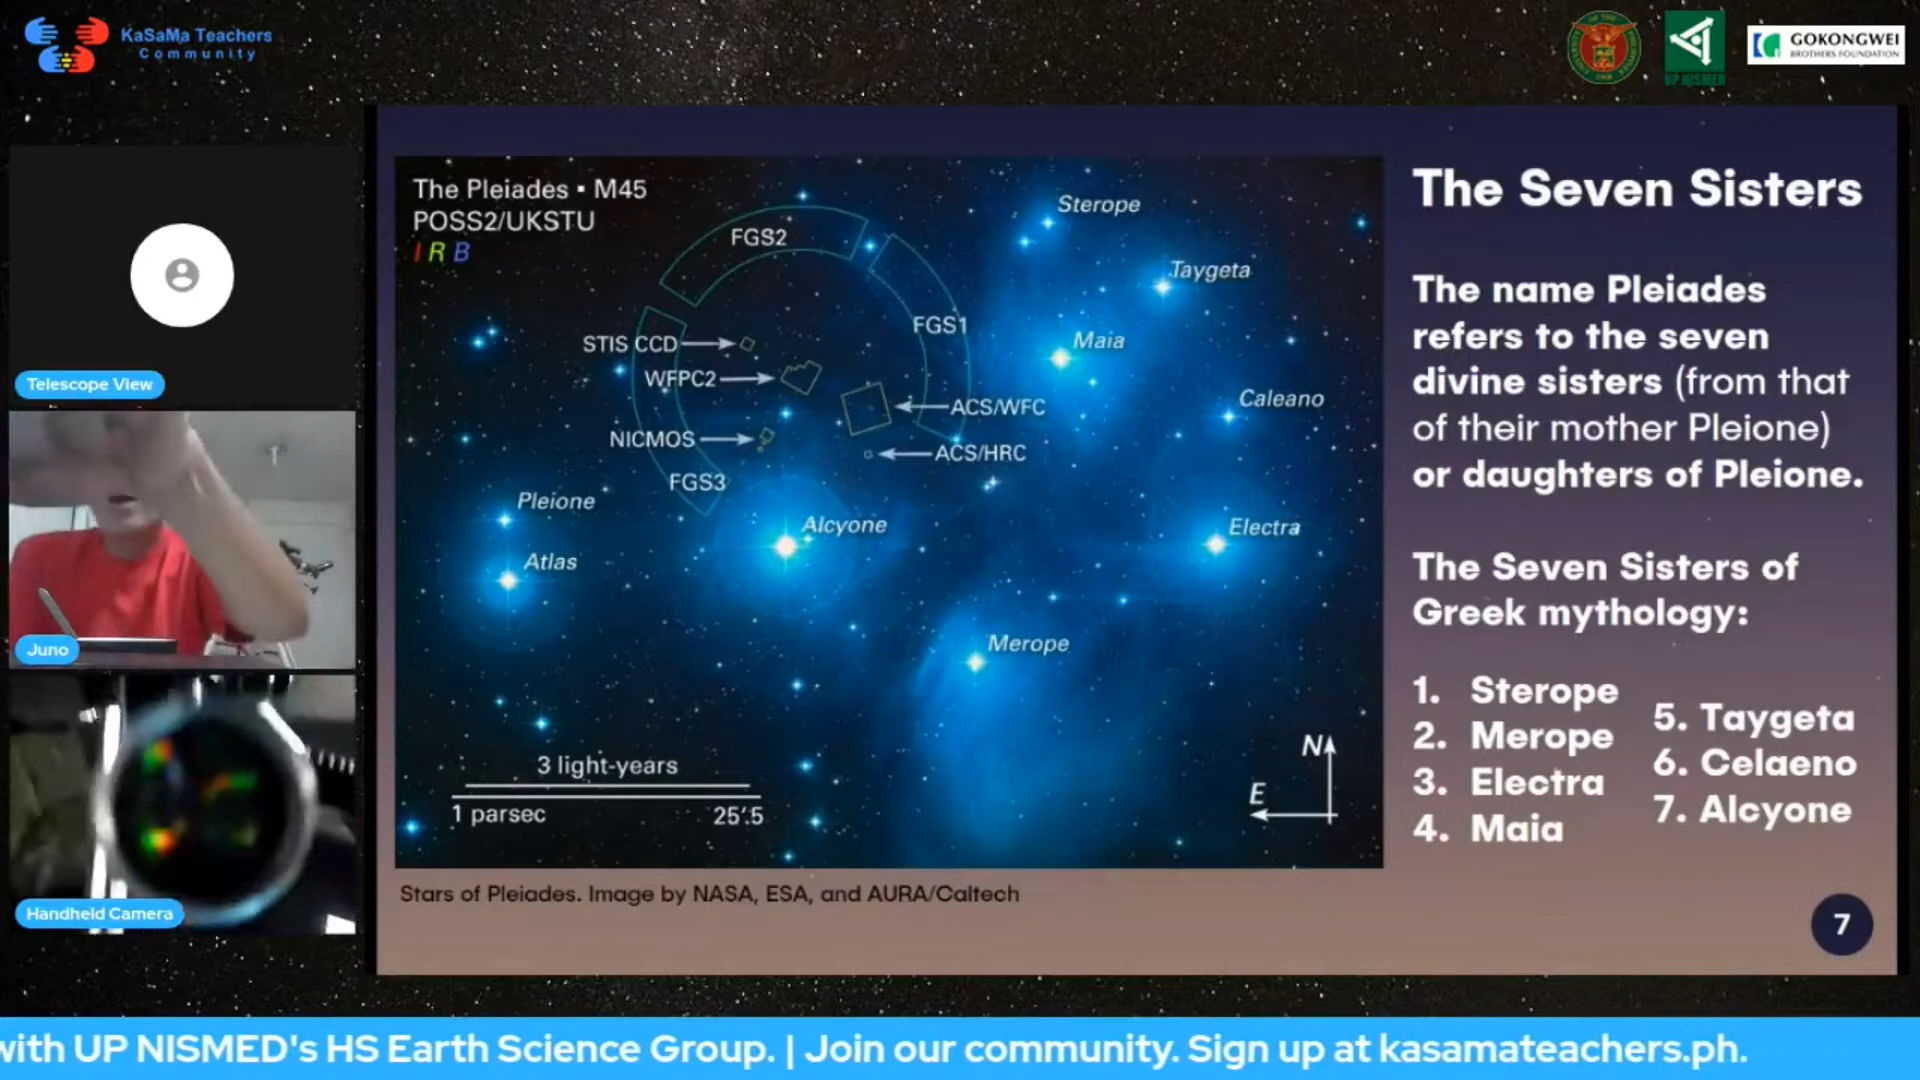 KaSaMa Teachers
Community
UP NISMED
GOKONGWEI
BROTHERS FOUNDATION
Telescope View
Juno
Handheld Camera
The Pleiades ▪ M45
POSS2/UKSTU
I R B
FGS2
FGS1
STIS CCD
WFPC2
ACS/WFC
NICMOS
ACS/HRC
FGS3
Sterope
Taygeta
Maia
Caleano
Pleione
Alcyone
Electra
Atlas
Merope
3 light-years
1 parsec
25'.5
N
E
Stars of Pleiades. Image by NASA, ESA, and AURA/Caltech
The Seven Sisters
The name Pleiades
refers to the seven
divine sisters (from that
of their mother Pleione)
or daughters of Pleione.
The Seven Sisters of
Greek mythology:
1. Sterope
2. Merope
3. Electra
4. Maia
5. Taygeta
6. Celaeno
7. Alcyone
7
with UP NISMED's HS Earth Science Group. | Join our community. Sign up at kasamateachers.ph.